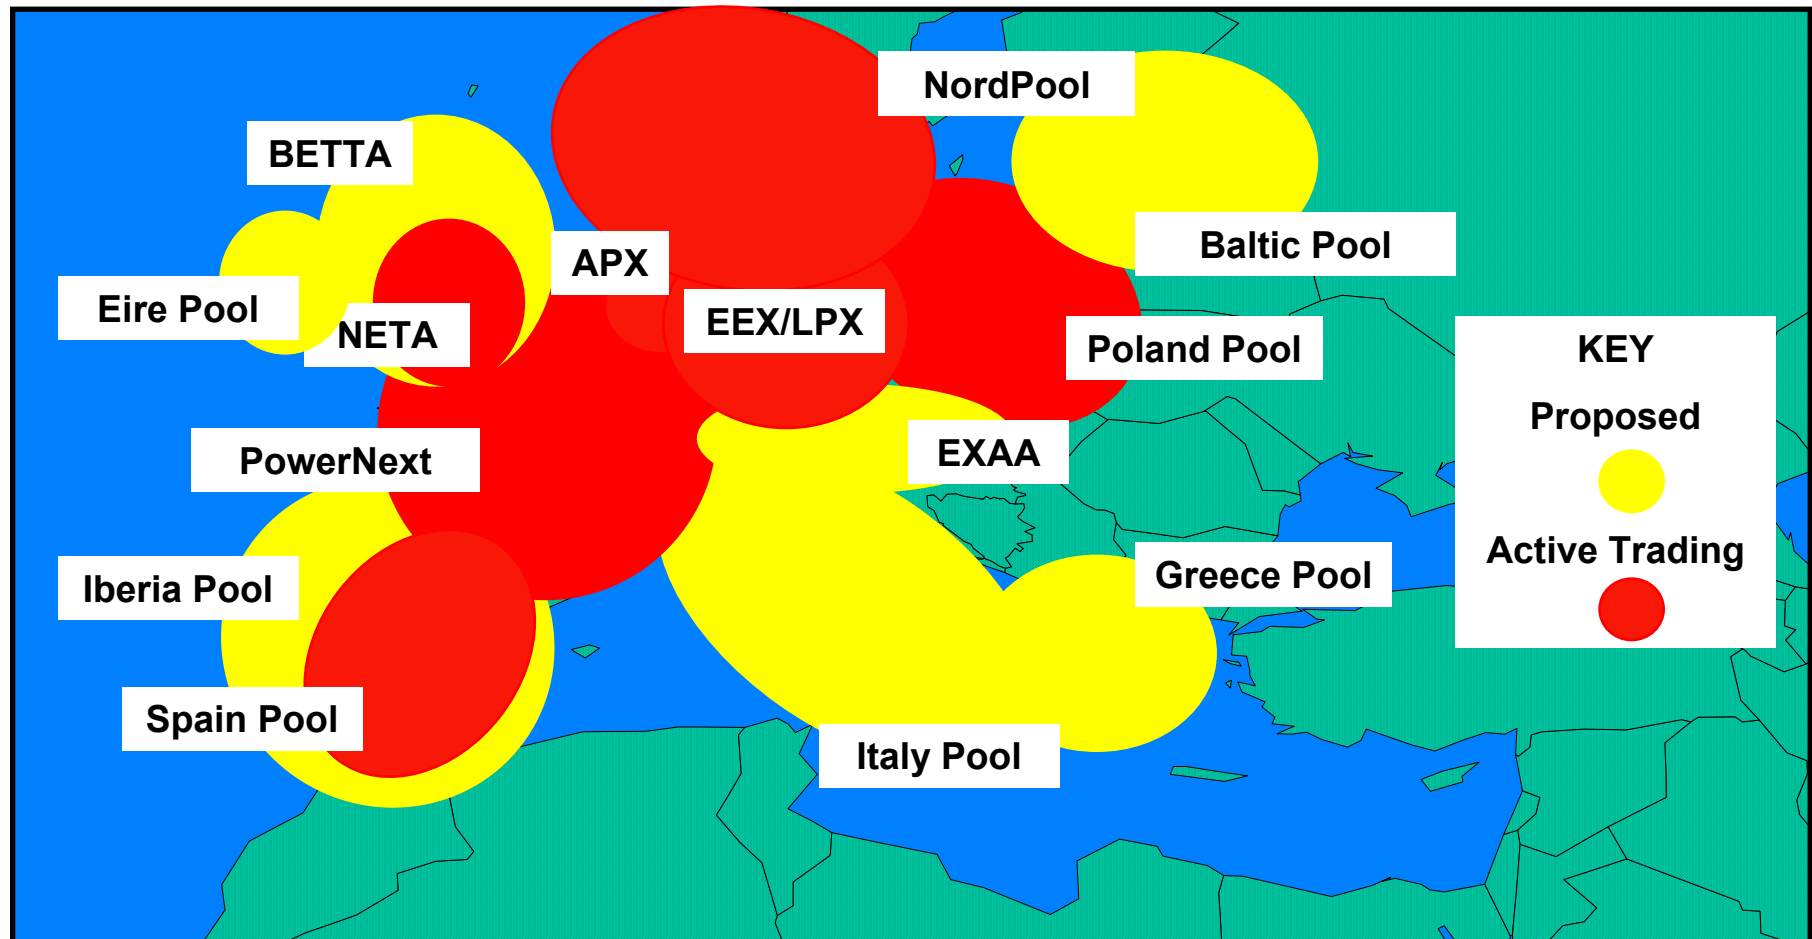 NordPool
BETTA
Baltic Pool
APX
Eire Pool
NETA
EEX/LPX
Poland Pool
KEY
Proposed
Active Trading
PowerNext
EXAA
Iberia Pool
Greece Pool
Spain Pool
Italy Pool